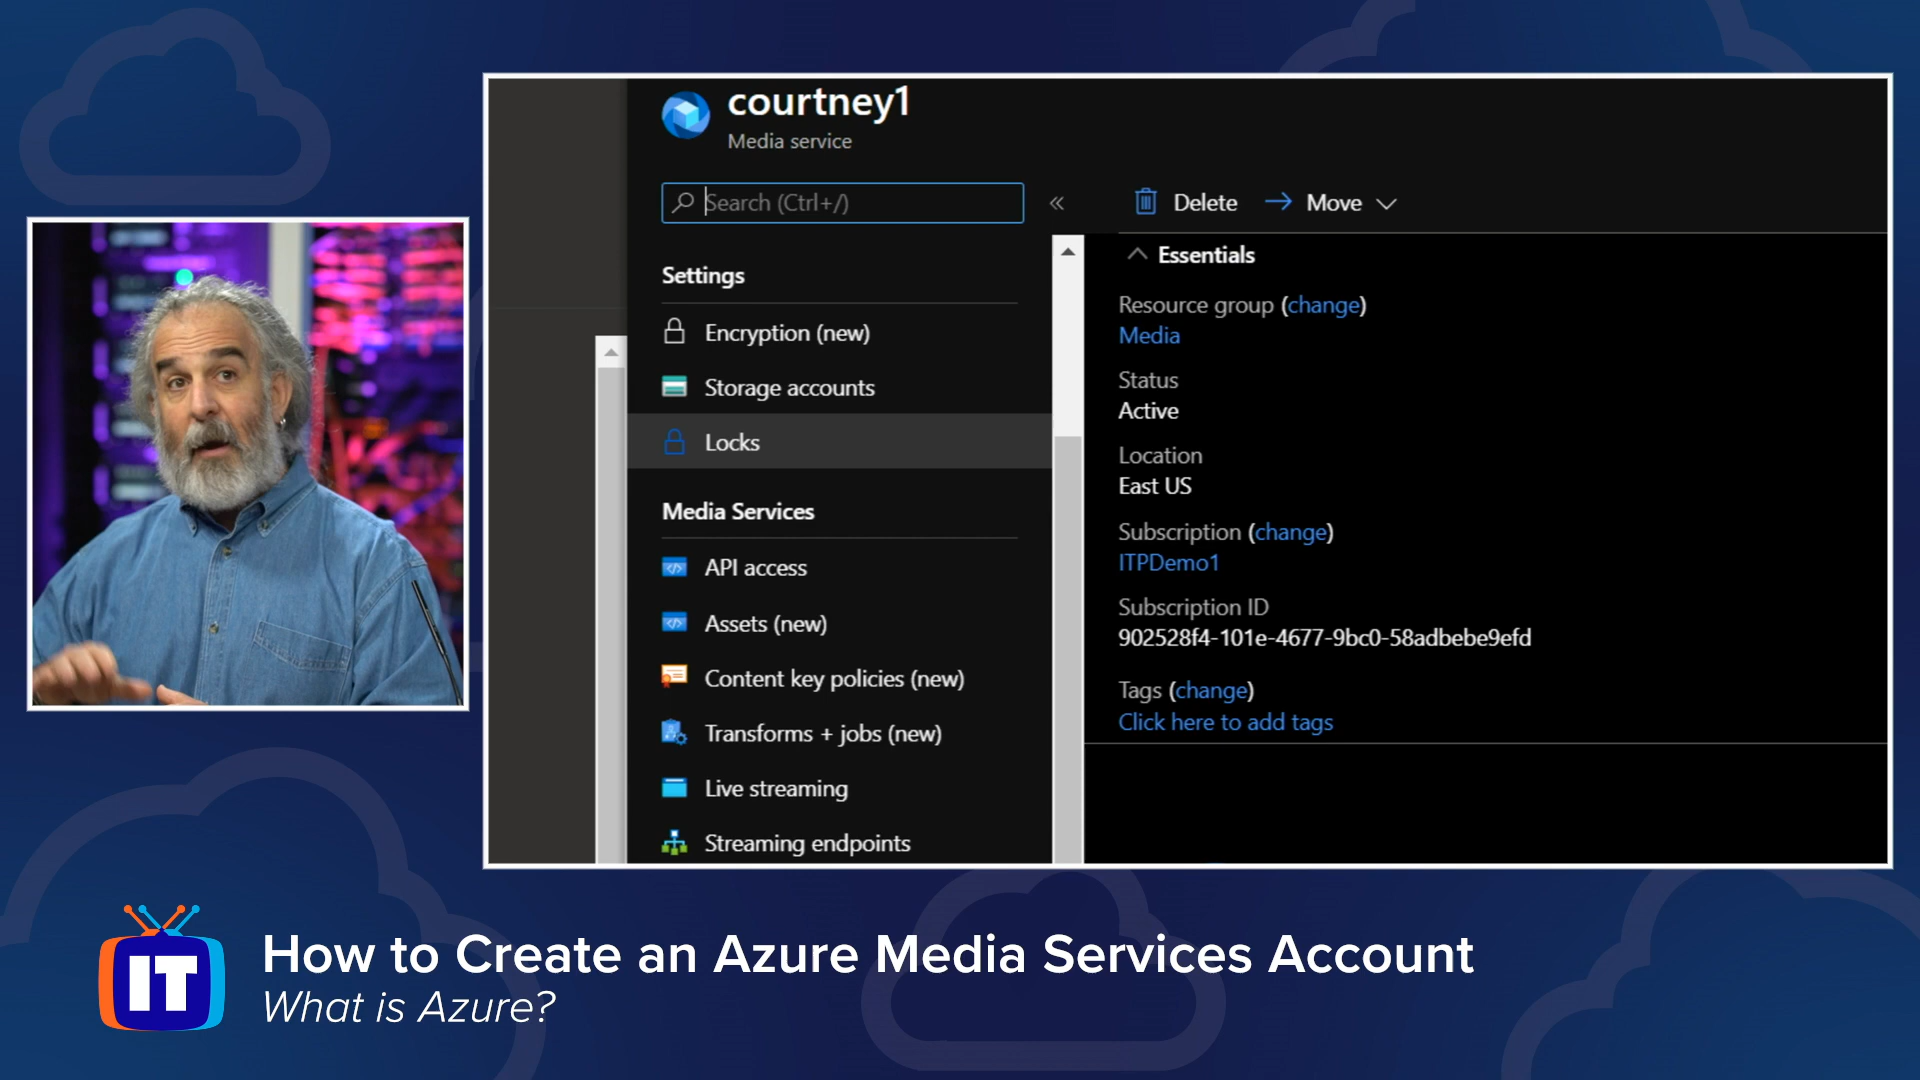 courtney1
Media service
Search (Ctrl+/)
«
Delete
Move
Settings
Encryption (new)
Storage accounts
Locks
Media Services
API access
Assets (new)
Content key policies (new)
Transforms + jobs (new)
Live streaming
Streaming endpoints
Essentials
Resource group (change)
Media
Status
Active
Location
East US
Subscription (change)
ITPDemo1
Subscription ID
902528f4-101e-4677-9bc0-58adbebe9efd
Tags (change)
Click here to add tags
IT
How to Create an Azure Media Services Account
What is Azure?